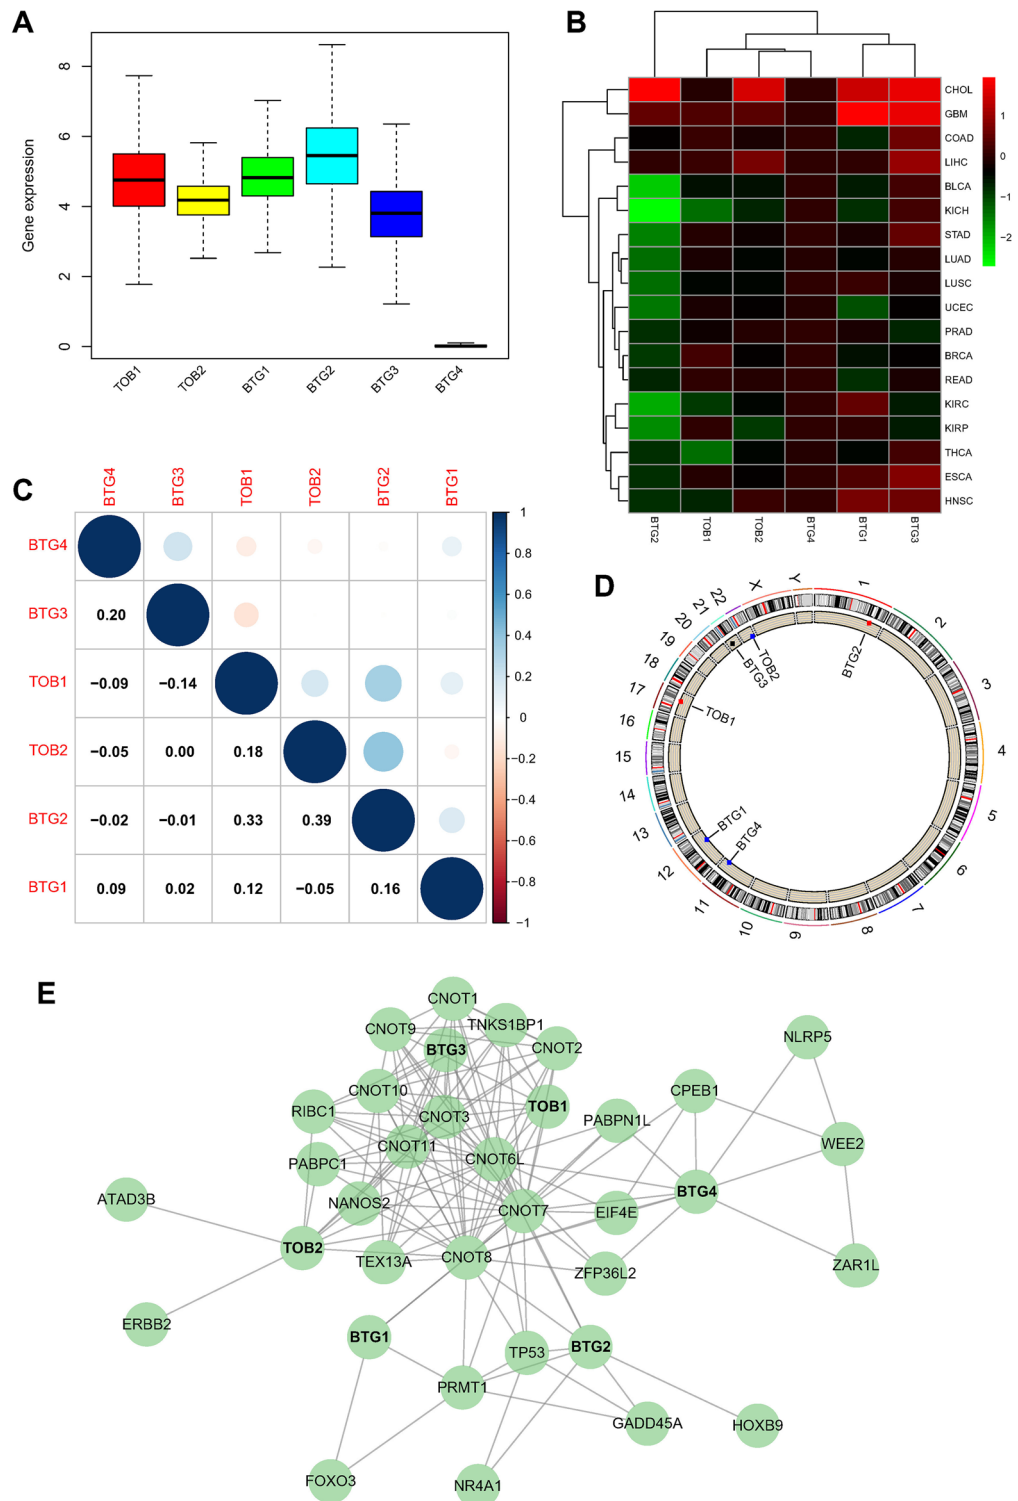 A
Gene expression
8
6
4
2
0
TOB1
TOB2
BTG1
BTG2
BTG3
BTG4
B
CHOL
GBM
COAD
LIHC
BLCA
KICH
STAD
LUAD
LUSC
UCEC
PRAD
BRCA
READ
KIRC
KIRP
THCA
ESCA
HNSC
BTG2
TOB1
TOB2
BTG4
BTG1
BTG3
1
0
−1
−2
C
BTG4
BTG3
TOB1
TOB2
BTG2
BTG1
BTG4
BTG3
0.20
TOB1
−0.09
−0.14
TOB2
−0.05
0.00
0.18
BTG2
−0.02
−0.01
0.33
0.39
BTG1
0.09
0.02
0.12
−0.05
0.16
1
0.8
0.6
0.4
0.2
0
−0.2
−0.4
−0.6
−0.8
−1
D
1
2
3
4
5
6
7
8
9
10
11
12
13
14
15
16
17
18
19
20
21
22
X
Y
BTG2
TOB2
BTG3
TOB1
BTG1
BTG4
E
CNOT1
TNKS1BP1
CNOT9
BTG3
CNOT2
NLRP5
CNOT10
CPEB1
RIBC1
CNOT3
TOB1
PABPN1L
CNOT11
WEE2
PABPC1
CNOT6L
BTG4
ATAD3B
NANOS2
CNOT7
EIF4E
TOB2
TEX13A
CNOT8
ZFP36L2
ZAR1L
ERBB2
BTG1
TP53
BTG2
PRMT1
GADD45A
HOXB9
FOXO3
NR4A1